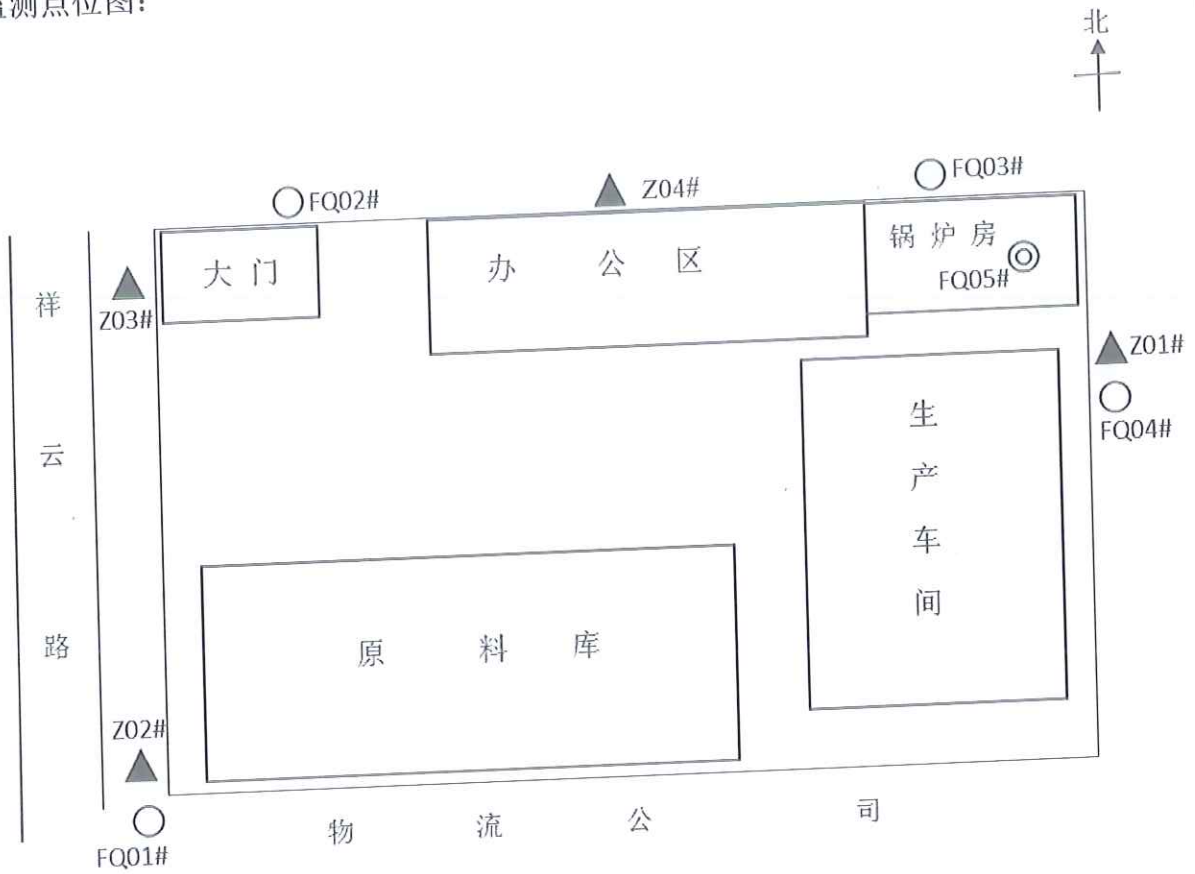 监测点位图：
北
FQ02#
Z04#
FQ03#
大门
办公区
锅炉房
FQ05#
Z03#
祥云路
Z01#
FQ04#
生产车间
原料库
Z02#
FQ01#
物流公司